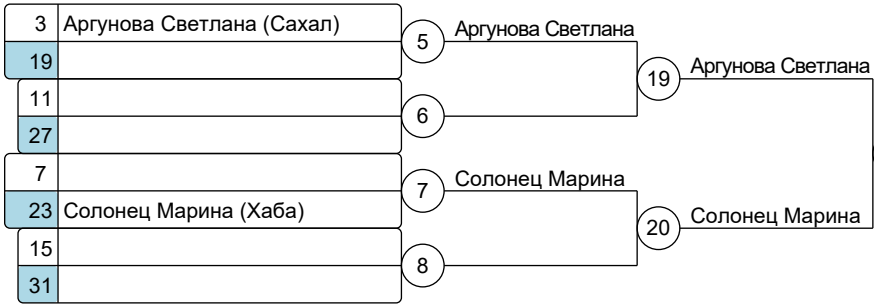 3 Аргунова Светлана (Сахал)
19
11
27
7
23 Солонец Марина (Хаба)
15
31
5 Аргунова Светлана
6
7 Солонец Марина
8
19 Аргунова Светлана
20 Солонец Марина